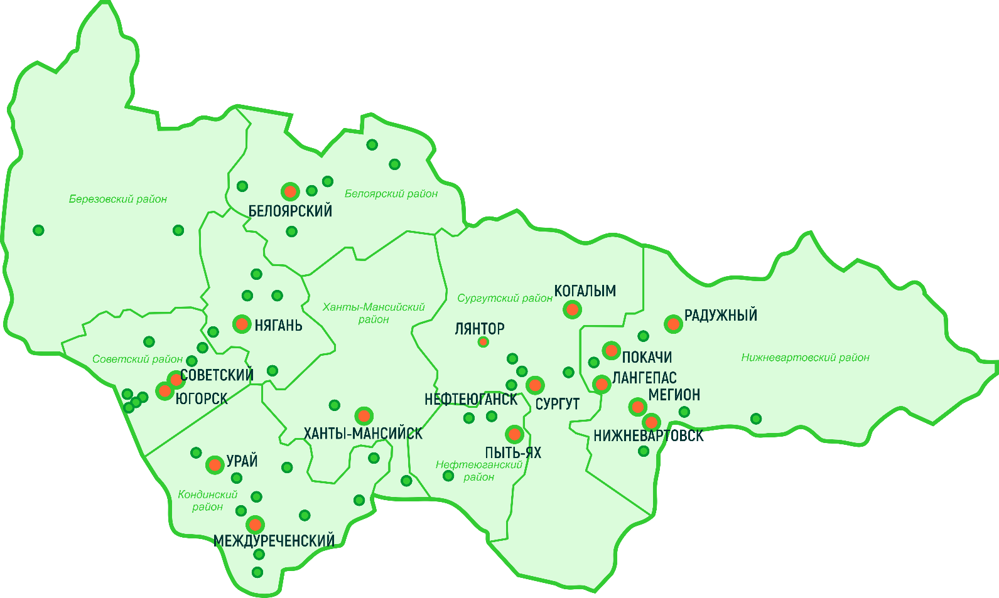 Березовский район
Белоярский район
БЕЛОЯРСКИЙ
КОГАЛЫМ
Сургутский район
Ханты-Мансийский
район
РАДУЖНЫЙ
НЯГАНЬ
ЛЯНТОР
Советский район
ПОКАЧИ
Нижневартовский район
СОВЕТСКИЙ
ЛАНГЕПАС
ЮГОРСК
НЕФТЕЮГАНСК
СУРГУТ
МЕГИОН
ХАНТЫ-МАНСИЙСК
НИЖНЕВАРТОВСК
ПЫТЬ-ЯХ
УРАЙ
Нефтеюганский
район
Кондинский
район
МЕЖДУРЕЧЕНСКИЙ